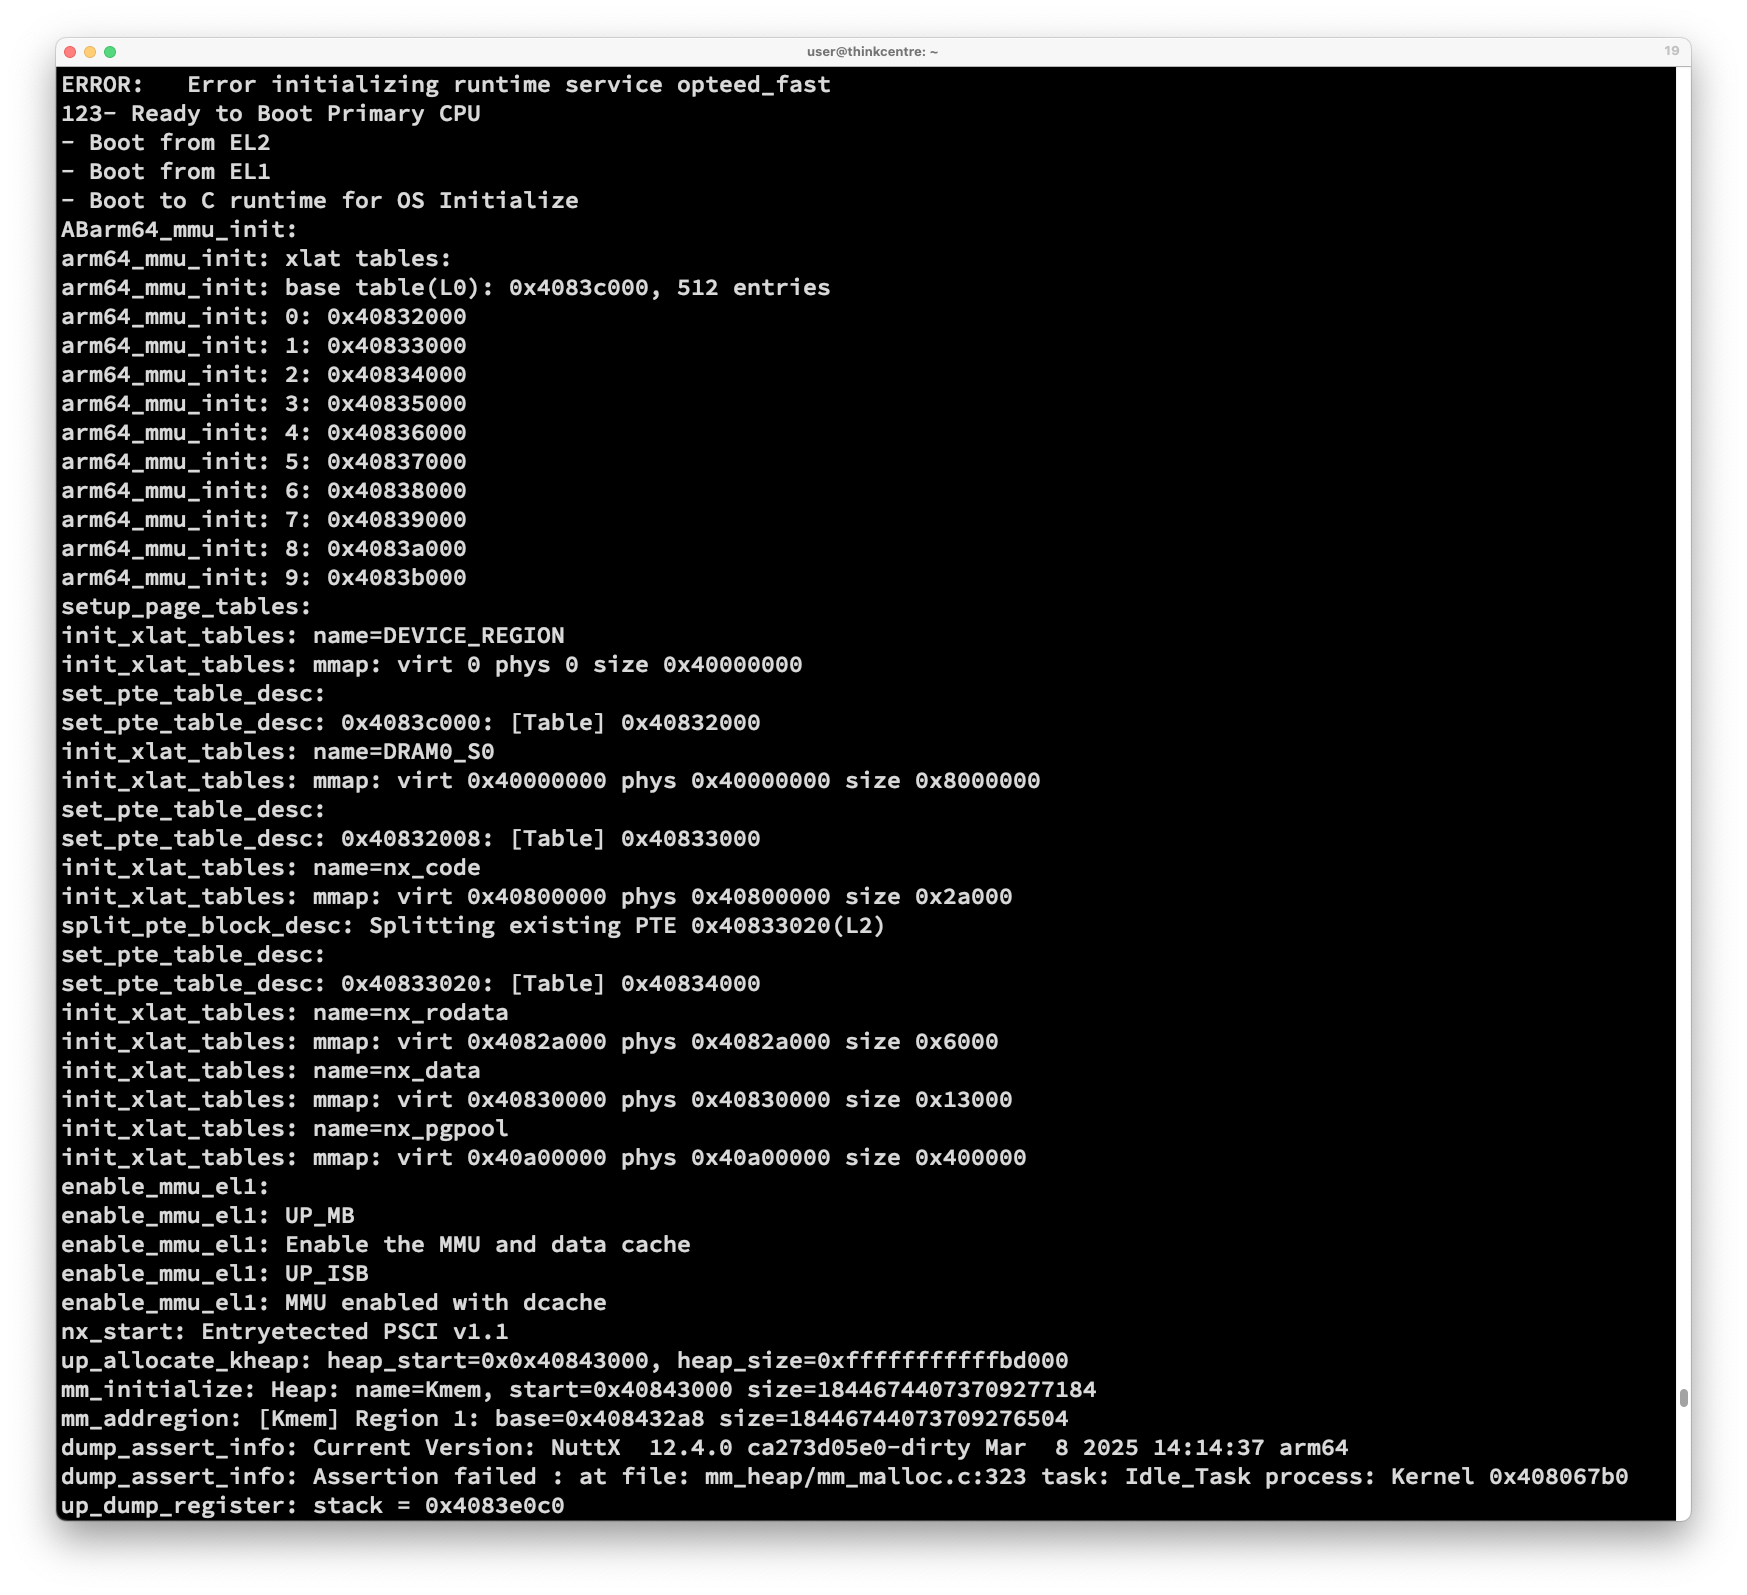 user@thinkcentre: ~
19
ERROR:   Error initializing runtime service opteed_fast
123- Ready to Boot Primary CPU
- Boot from EL2
- Boot from EL1
- Boot to C runtime for OS Initialize
ABarm64_mmu_init:
arm64_mmu_init: xlat tables:
arm64_mmu_init: base table(L0): 0x4083c000, 512 entries
arm64_mmu_init: 0: 0x40832000
arm64_mmu_init: 1: 0x40833000
arm64_mmu_init: 2: 0x40834000
arm64_mmu_init: 3: 0x40835000
arm64_mmu_init: 4: 0x40836000
arm64_mmu_init: 5: 0x40837000
arm64_mmu_init: 6: 0x40838000
arm64_mmu_init: 7: 0x40839000
arm64_mmu_init: 8: 0x4083a000
arm64_mmu_init: 9: 0x4083b000
setup_page_tables:
init_xlat_tables: name=DEVICE_REGION
init_xlat_tables: mmap: virt 0 phys 0 size 0x40000000
set_pte_table_desc:
set_pte_table_desc: 0x4083c000: [Table] 0x40832000
init_xlat_tables: name=DRAM0_S0
init_xlat_tables: mmap: virt 0x40000000 phys 0x40000000 size 0x8000000
set_pte_table_desc:
set_pte_table_desc: 0x40832008: [Table] 0x40833000
init_xlat_tables: name=nx_code
init_xlat_tables: mmap: virt 0x40800000 phys 0x40800000 size 0x2a000
split_pte_block_desc: Splitting existing PTE 0x40833020(L2)
set_pte_table_desc:
set_pte_table_desc: 0x40833020: [Table] 0x40834000
init_xlat_tables: name=nx_rodata
init_xlat_tables: mmap: virt 0x4082a000 phys 0x4082a000 size 0x6000
init_xlat_tables: name=nx_data
init_xlat_tables: mmap: virt 0x40830000 phys 0x40830000 size 0x13000
init_xlat_tables: name=nx_pgpool
init_xlat_tables: mmap: virt 0x40a00000 phys 0x40a00000 size 0x400000
enable_mmu_el1:
enable_mmu_el1: UP_MB
enable_mmu_el1: Enable the MMU and data cache
enable_mmu_el1: UP_ISB
enable_mmu_el1: MMU enabled with dcache
nx_start: Entryetected PSCI v1.1
up_allocate_kheap: heap_start=0x0x40843000, heap_size=0xfffffffffffbd000
mm_initialize: Heap: name=Kmem, start=0x40843000 size=18446744073709277184
mm_addregion: [Kmem] Region 1: base=0x408432a8 size=18446744073709276504
dump_assert_info: Current Version: NuttX  12.4.0 ca273d05e0-dirty Mar  8 2025 14:14:37 arm64
dump_assert_info: Assertion failed : at file: mm_heap/mm_malloc.c:323 task: Idle_Task process: Kernel 0x408067b0
up_dump_register: stack = 0x4083e0c0